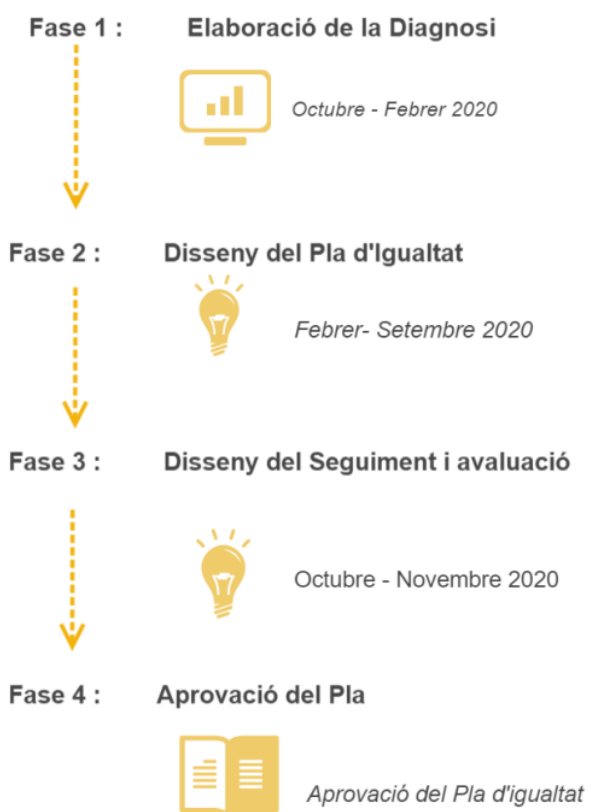 Fase 1 : Elaboració de la Diagnosi
Octubre - Febrer 2020
Fase 2 : Disseny del Pla d'Igualtat
Febrer- Setembre 2020
Fase 3 : Disseny del Seguiment i avaluació
Octubre - Novembre 2020
Fase 4 : Aprovació del Pla
Aprovació del Pla d'igualtat